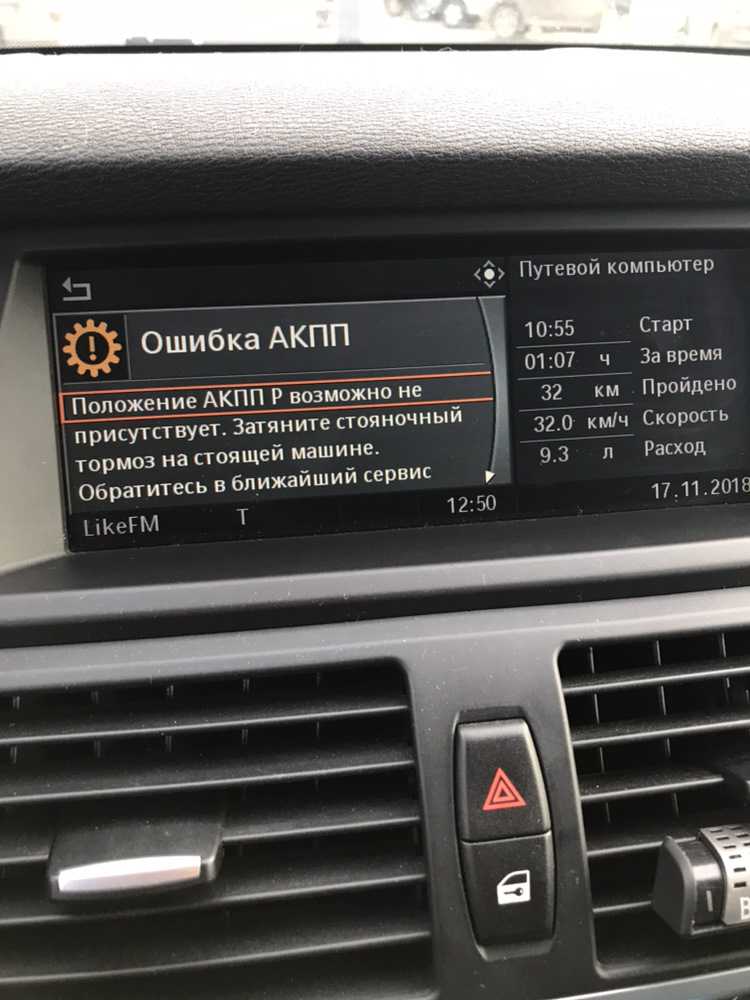 Ошибка АКПП
Положение АКПП P возможно не
присутствует. Затяните стояночный
тормоз на стоящей машине.
Обратитесь в ближайший сервис
LikeFM T 12:50
Путевой компьютер
10:55 Старт
01:07 ч За время
32 км Пройдено
32.0 км/ч Скорость
9.3 л Расход
17.11.2018